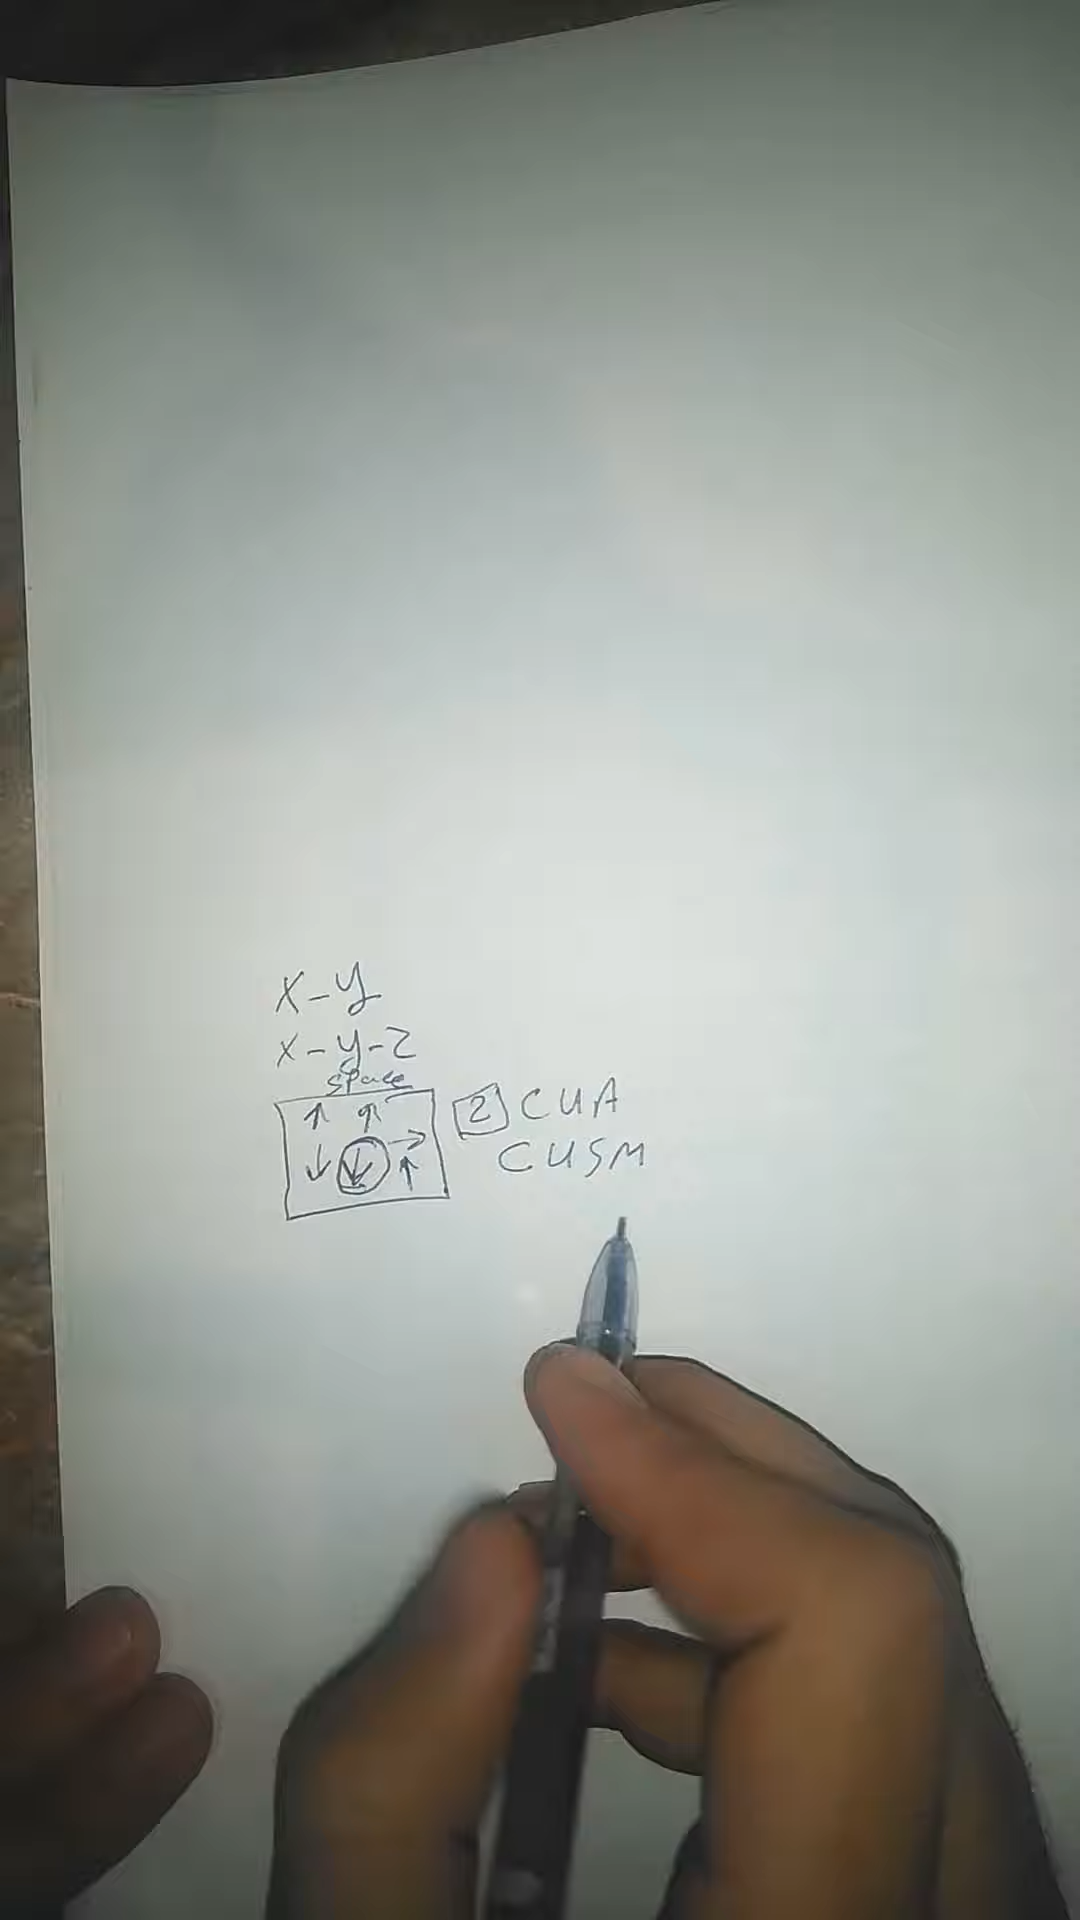 X-Y
X-Y-Z
space
↑ ↑
↓ ↓ → ↑
2 CUA
CUSM